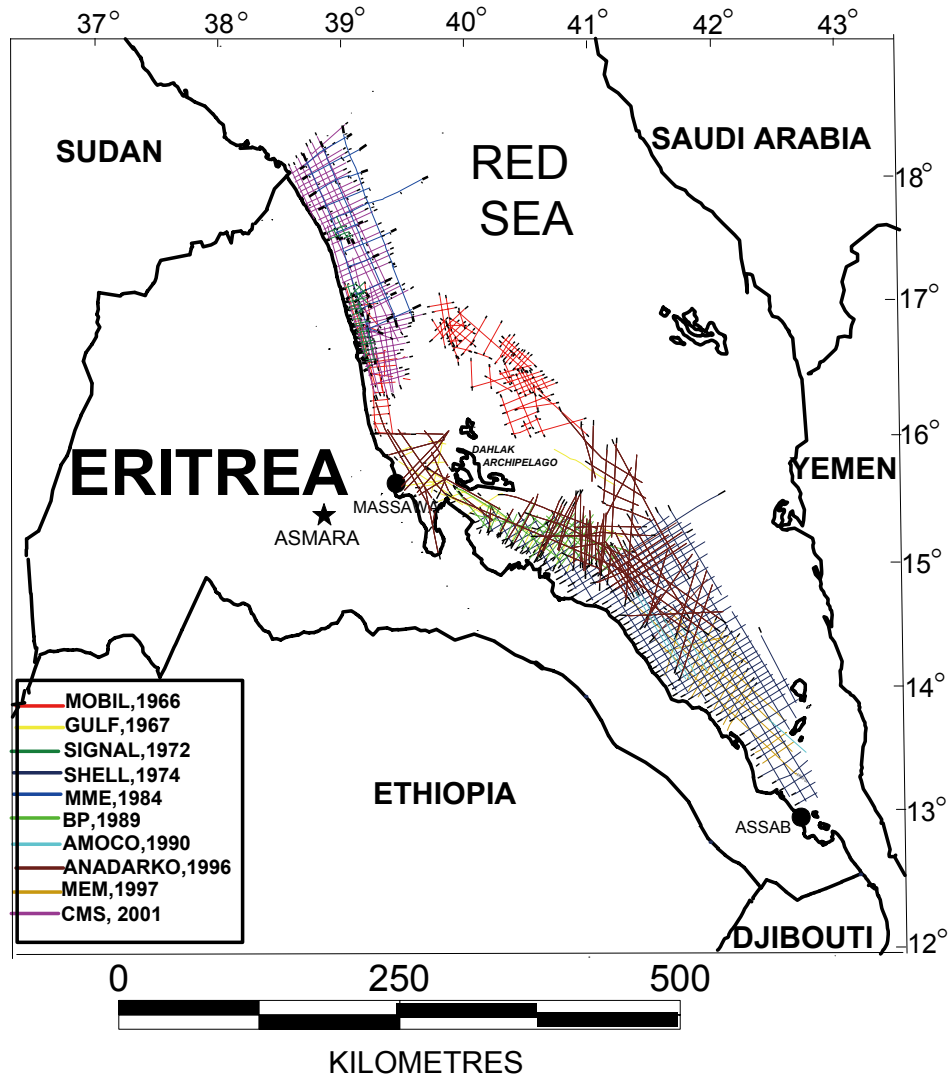 37° 38° 39° 40° 41° 42° 43°
SUDAN
SAUDI ARABIA
RED
SEA
18°
17°
16°
DAHLAK
ARCHIPELAGO
YEMEN
ERITREA
MASSAWA
ASMARA
15°
14°
MOBIL,1966
GULF,1967
SIGNAL,1972
SHELL,1974
MME,1984
BP,1989
AMOCO,1990
ANADARKO,1996
MEM,1997
CMS, 2001
ETHIOPIA
13°
ASSAB
DJIBOUTI
12°
0 250 500
KILOMETRES